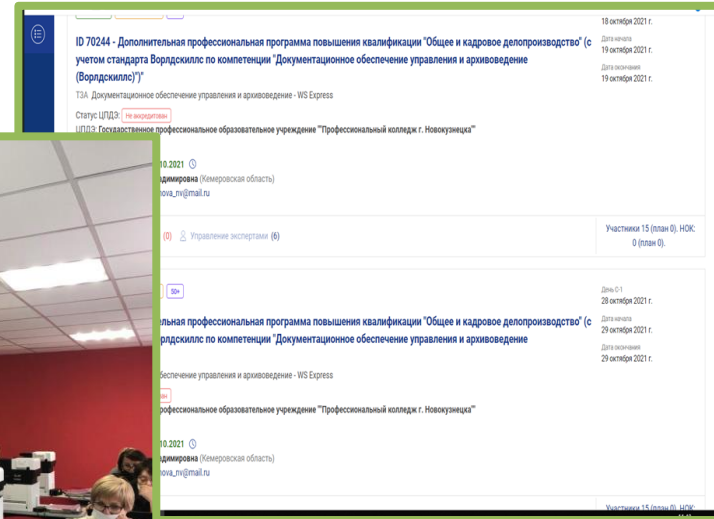 18 октября 2021 г.
ID 70244 - Дополнительная профессиональная программа повышения квалификации "Общее и кадровое делопроизводство" (с
учетом стандарта Ворлдскиллс по компетенции "Документационное обеспечение управления и архивоведение
(Ворлдскиллс)")"
Дата начала
19 октября 2021 г.
Дата окончания
19 октября 2021 г.
Т3А Документационное обеспечение управления и архивоведение - WS Express
Статус ЦПДЭ: Не аккредитован
ЦПДЭ: Государственное профессиональное образовательное учреждение "Профессиональный колледж г. Новокузнецка"
10.2021
димировна (Кемеровская область)
nova_nv@mail.ru
(0) Управление экспертами (6)
Участники 15 (план 0). НОК:
0 (план 0).
50+
День С-1
28 октября 2021 г.
ельная профессиональная программа повышения квалификации "Общее и кадровое делопроизводство" (с
рлдскиллс по компетенции "Документационное обеспечение управления и архивоведение
Дата начала
29 октября 2021 г.
Дата окончания
29 октября 2021 г.
беспечение управления и архивоведение - WS Express
рофессиональное образовательное учреждение "Профессиональный колледж г. Новокузнецка"
10.2021
димировна (Кемеровская область)
nova_nv@mail.ru
Участники 15 (план 0). НОК: